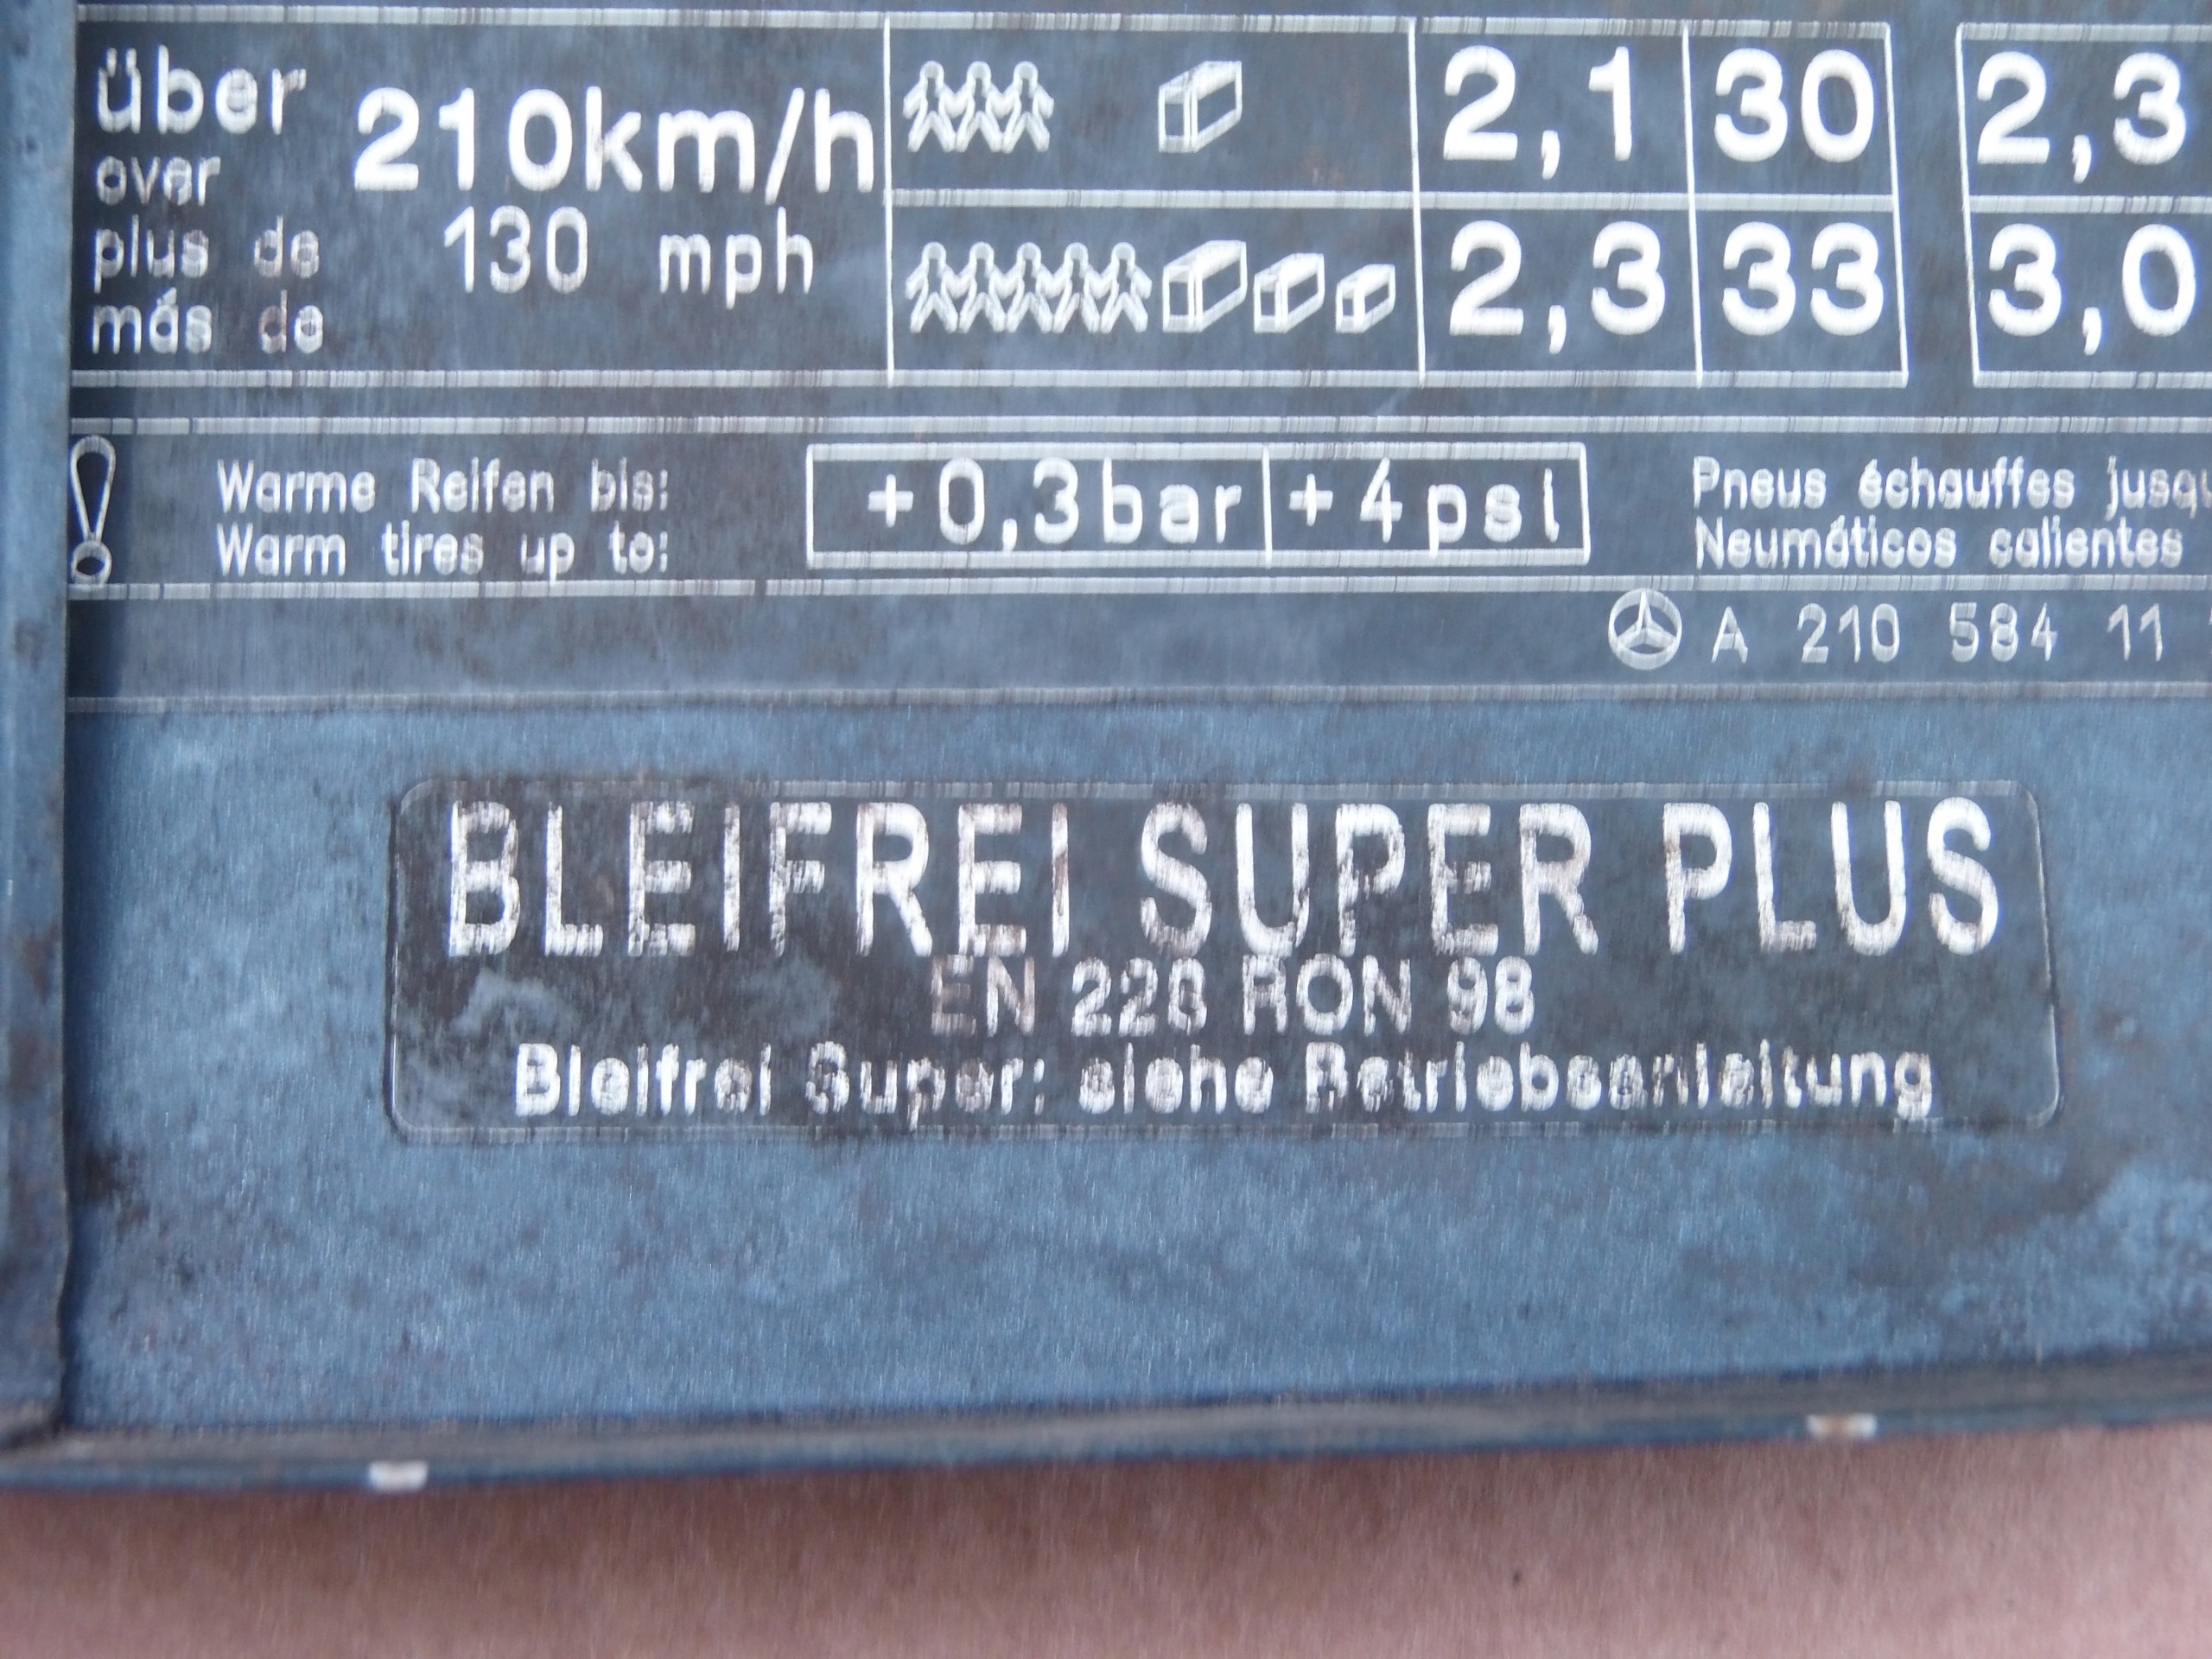 über
over
plus de
más de
210km/h
130 mph
2,1 30 2,3
2,3 33 3,0
Warme Reifen bis:
Warm tires up to:
+0,3bar +4psi
Pneus échauffés
Neumáticos calientes
A 210 584 11
BLEIFREI SUPER PLUS
EN 228 RON 98
Bleifrei Super: siehe Betriebsanleitung